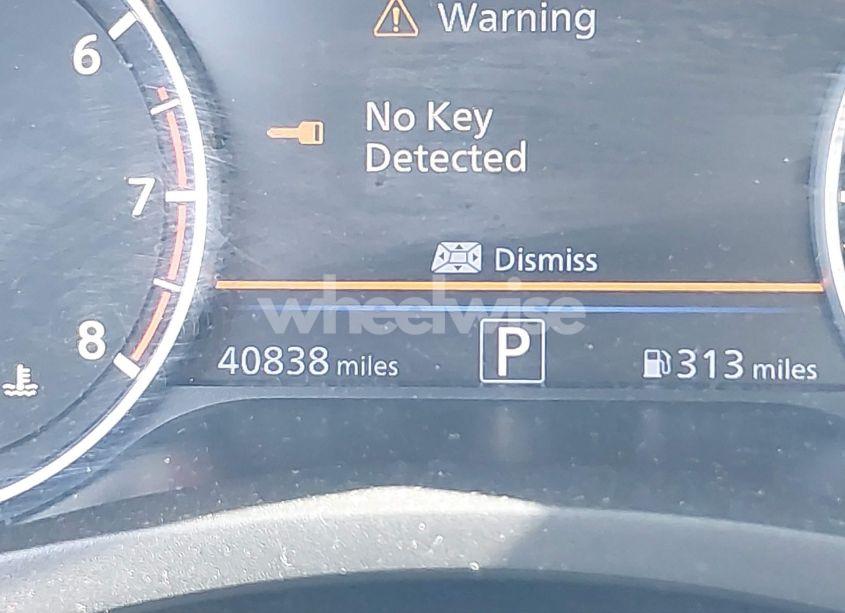 Warning
6
No Key
Detected
7
Dismiss
wheelwise
8
40838 miles
P
313 miles